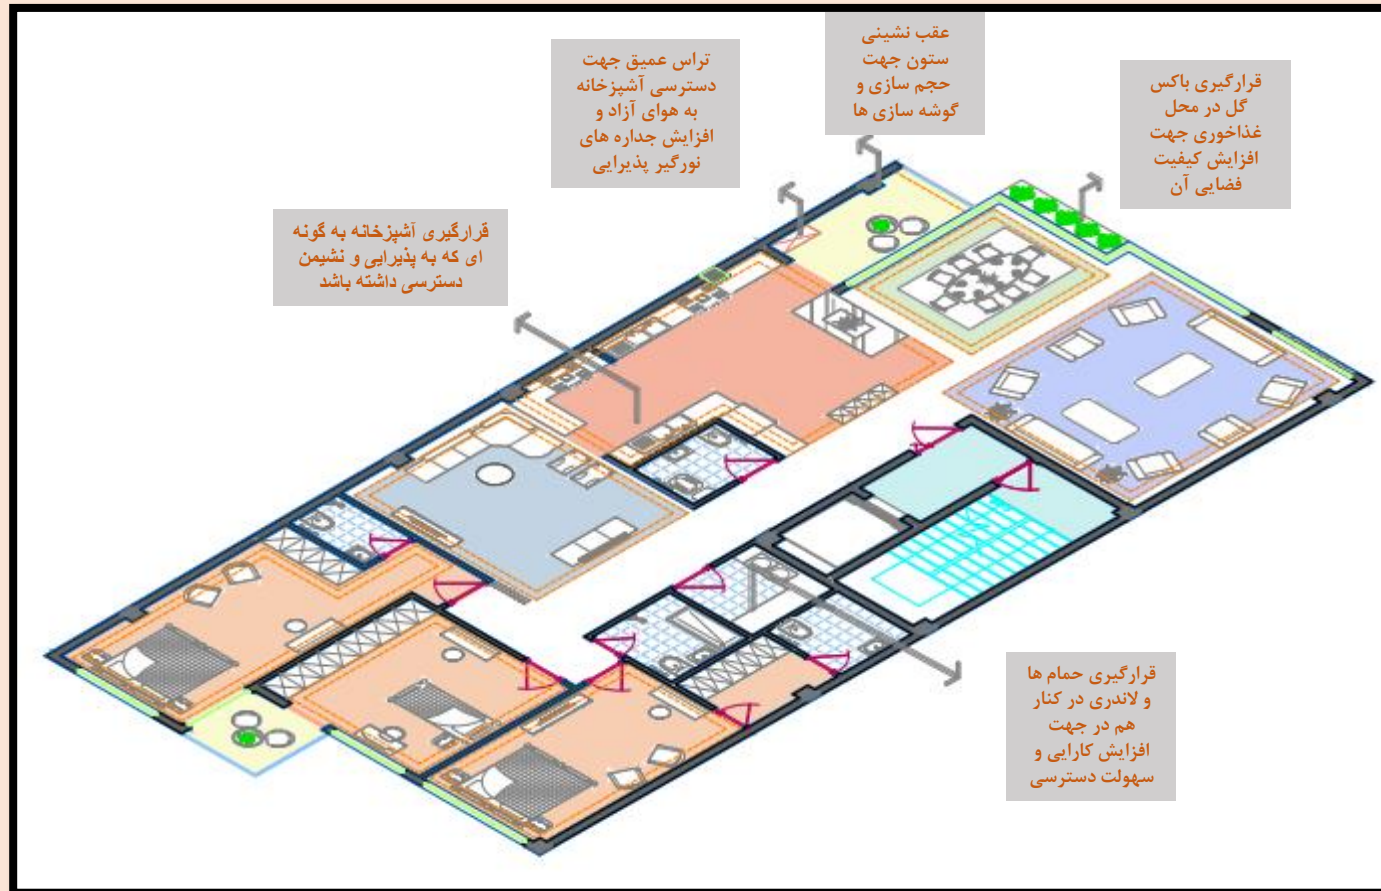 عقب نشینی
ستون جهت
حجم سازی و
گوشه سازی ها
قرارگیری باکس
گل در محل
غذاخوری جهت
افزایش کیفیت
فضایی آن
تراس عمیق جهت
دسترسی آشپزخانه
به هوای آزاد و
افزایش جداره های
نورگیر پذیرایی
قرارگیری آشپزخانه به گونه
ای که به پذیرایی و نشیمن
دسترسی داشته باشد
قرارگیری حمام ها
و لاندری در کنار
هم در جهت
افزایش کارایی و
سهولت دسترسی